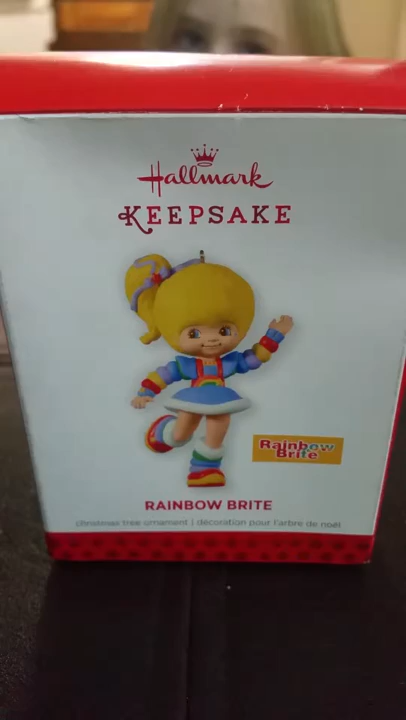 Hallmark
KEEPSAKE
Rainbow
Brite
RAINBOW BRITE
christmas tree ornament | décoration pour l'arbre de noël